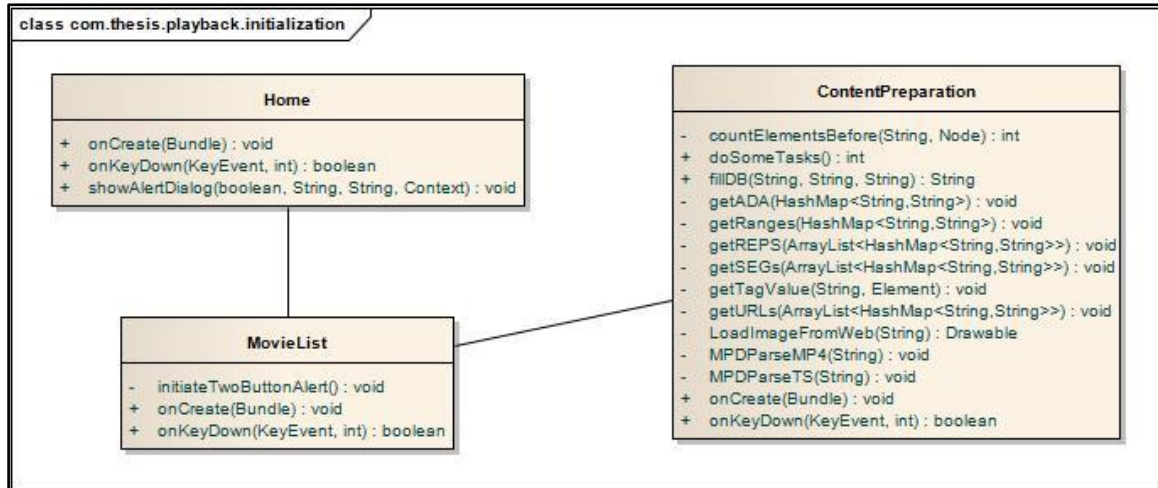 class com.thesis.playback.initialization
Home
+ onCreate(Bundle) : void
+ onKeyDown(KeyEvent, int) : boolean
+ showAlertDialog(boolean, String, String, Context) : void
MovieList
- initiateTwoButtonAlert() : void
+ onCreate(Bundle) : void
+ onKeyDown(KeyEvent, int) : boolean
ContentPreparation
- countElementsBefore(String, Node) : int
+ doSomeTasks() : int
+ fillDB(String, String, String) : String
- getADA(HashMap<String,String>) : void
- getRanges(HashMap<String,String>) : void
- getREPS(ArrayList<HashMap<String,String>>) : void
- getSEGs(ArrayList<HashMap<String,String>>) : void
- getTagValue(String, Element) : void
- getURLs(ArrayList<HashMap<String,String>>) : void
- LoadImageFromWeb(String) : Drawable
- MPDParseMP4(String) : void
- MPDParseTS(String) : void
+ onCreate(Bundle) : void
+ onKeyDown(KeyEvent, int) : boolean